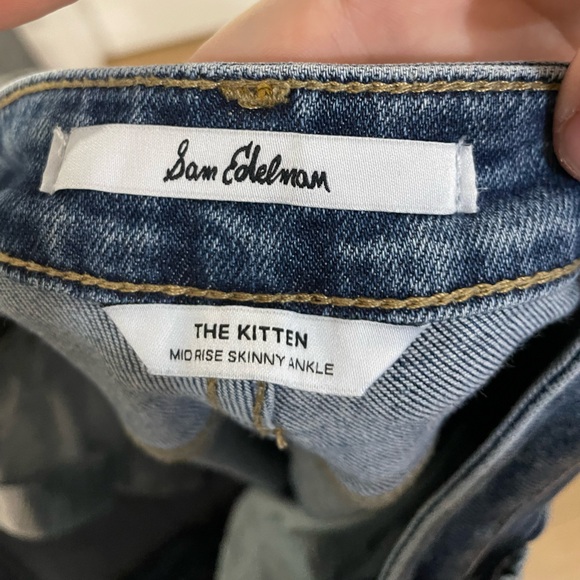 Sam Edelman
THE KITTEN
MID RISE SKINNY ANKLE